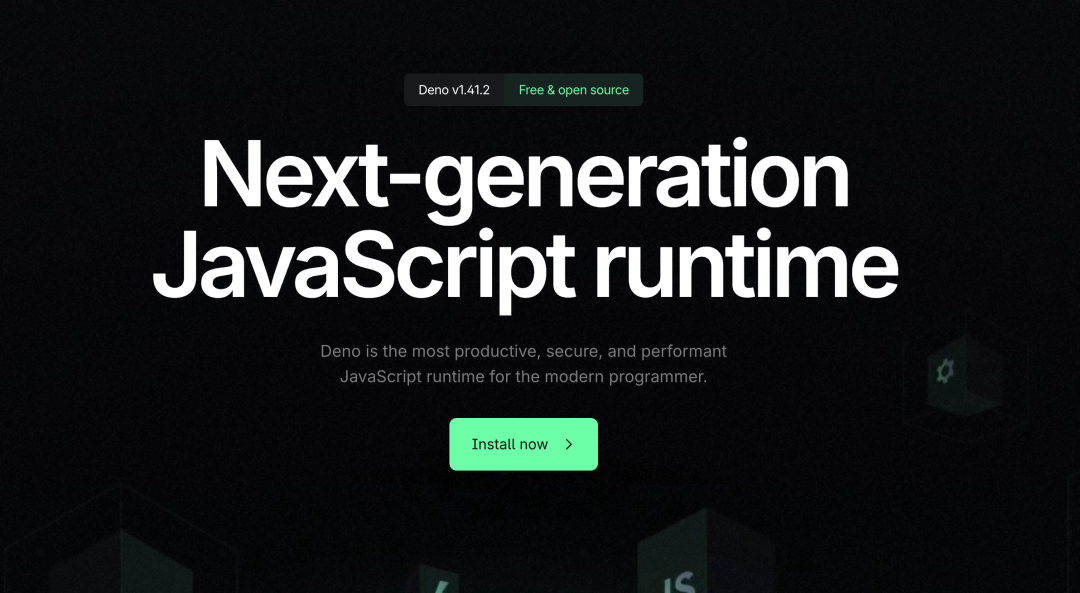 Deno v1.41.2 Free & open source
Next-generation
JavaScript runtime
Deno is the most productive, secure, and performant
JavaScript runtime for the modern programmer.
Install now
JS